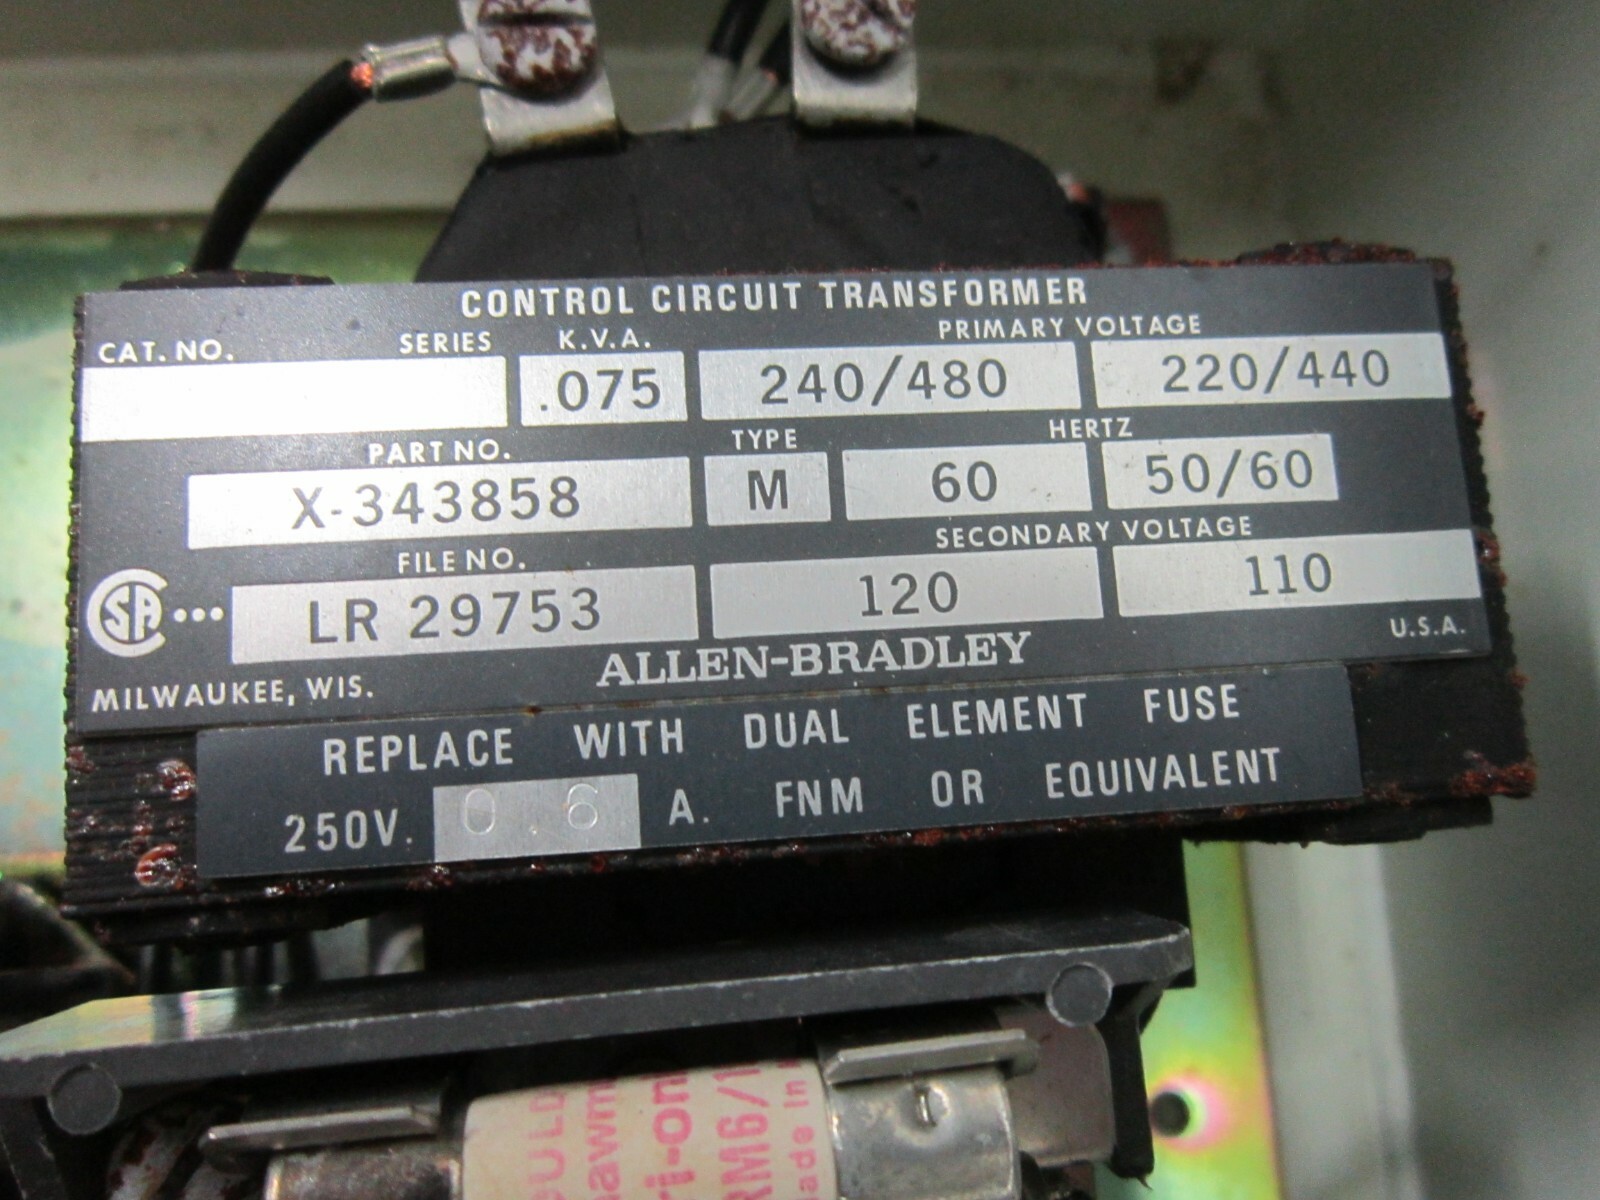 CONTROL CIRCUIT TRANSFORMER
CAT. NO. SERIES K.V.A. PRIMARY VOLTAGE
.075 240/480 220/440
PART NO. TYPE HERTZ
X-343858 M 60 50/60
FILE NO. SECONDARY VOLTAGE
SA LR 29753 120 110
MILWAUKEE, WIS. ALLEN-BRADLEY U.S.A.
REPLACE WITH DUAL ELEMENT FUSE
250V. 0.6 A. FNM OR EQUIVALENT